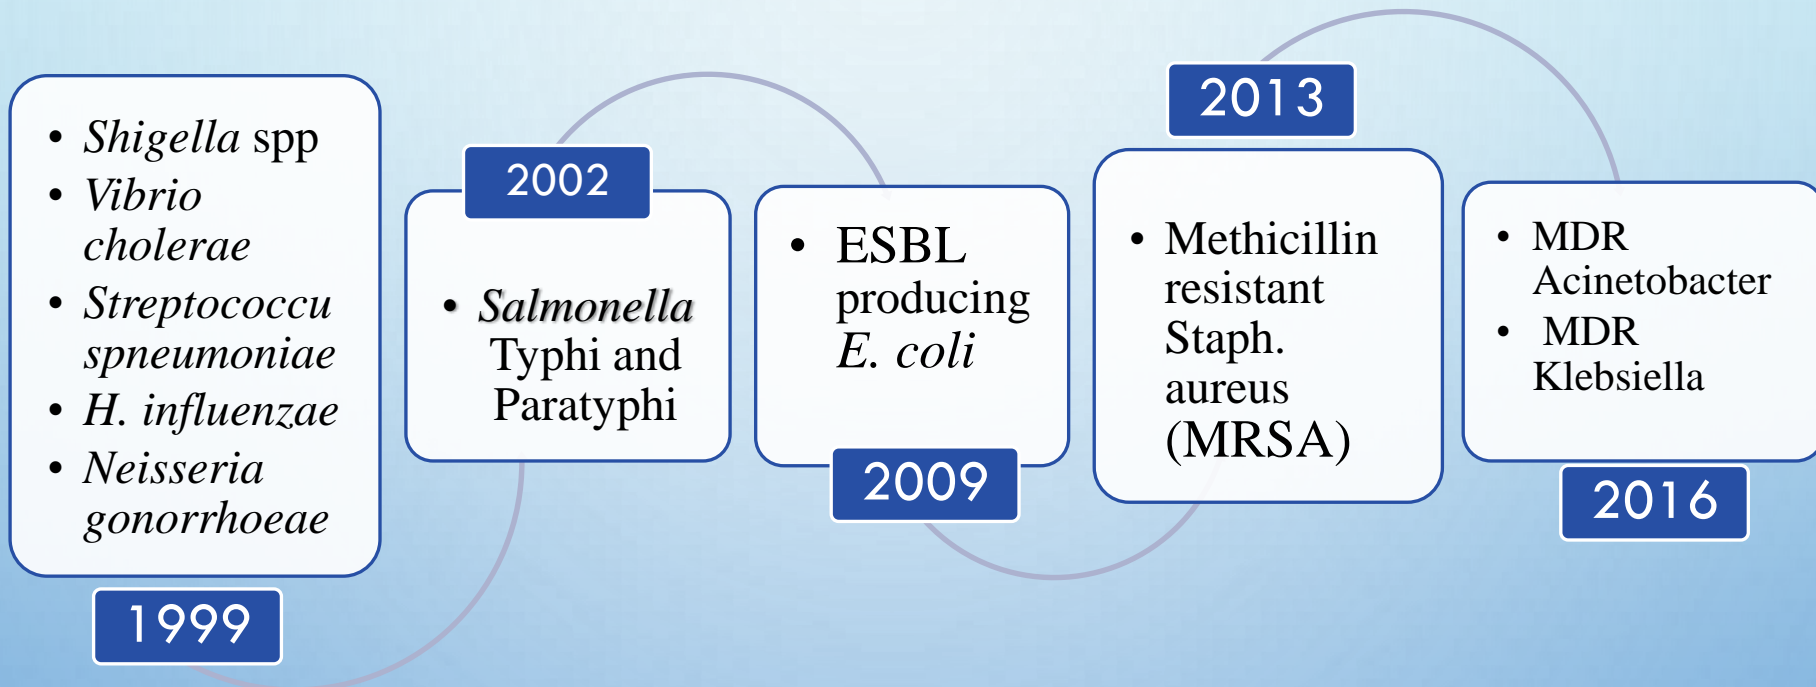 • Shigella spp
• Vibrio
cholerae
• Streptococcu
spneumoniae
• H. influenzae
• Neisseria
gonorrhoeae
1999
2002
• Salmonella
Typhi and
Paratyphi
• ESBL
producing
E. coli
2009
2013
• Methicillin
resistant
Staph.
aureus
(MRSA)
• MDR
Acinetobacter
• MDR
Klebsiella
2016